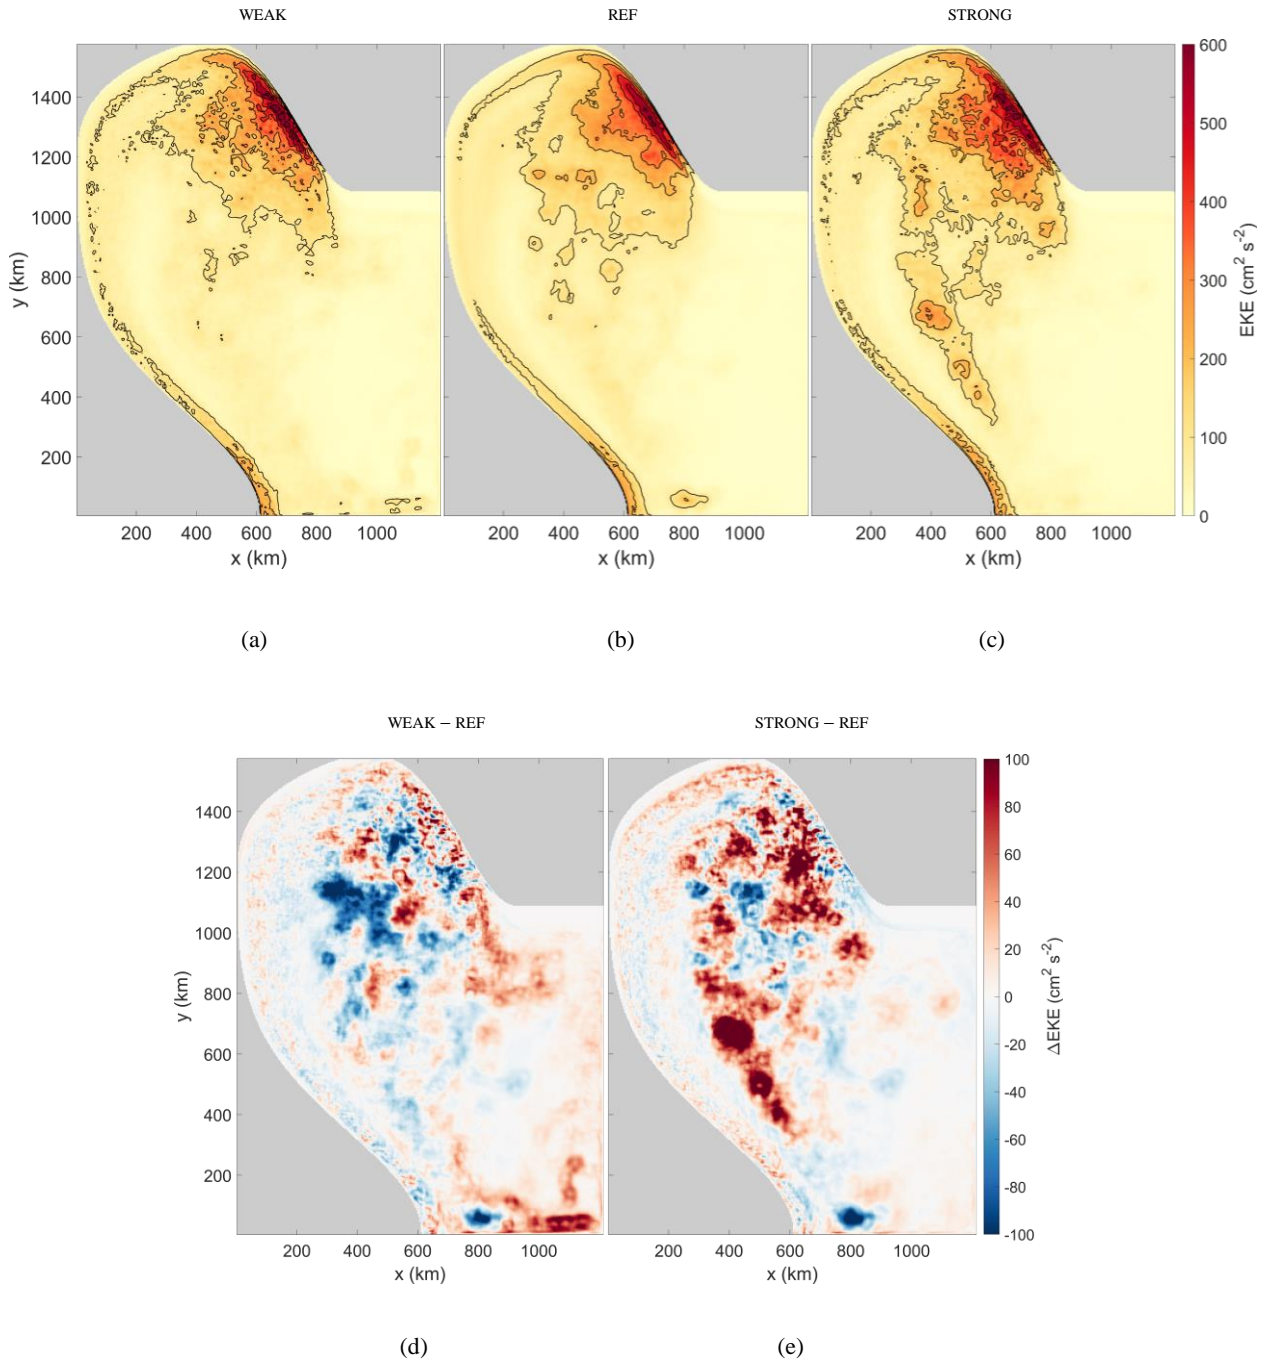 WEAK REF STRONG
1400
1200
1000
800
600
400
200
y (km)
200 400 600 800 1000 200 400 600 800 1000 200 400 600 800 1000
x (km) x (km) x (km)
600
500
400
300
200
100
0
EKE (cm² s⁻²)
(a) (b) (c)
WEAK – REF STRONG – REF
1400
1200
1000
800
600
400
200
y (km)
200 400 600 800 1000 200 400 600 800 1000
x (km) x (km)
100
80
60
40
20
0
-20
-40
-60
-80
-100
ΔEKE (cm² s⁻²)
(d) (e)